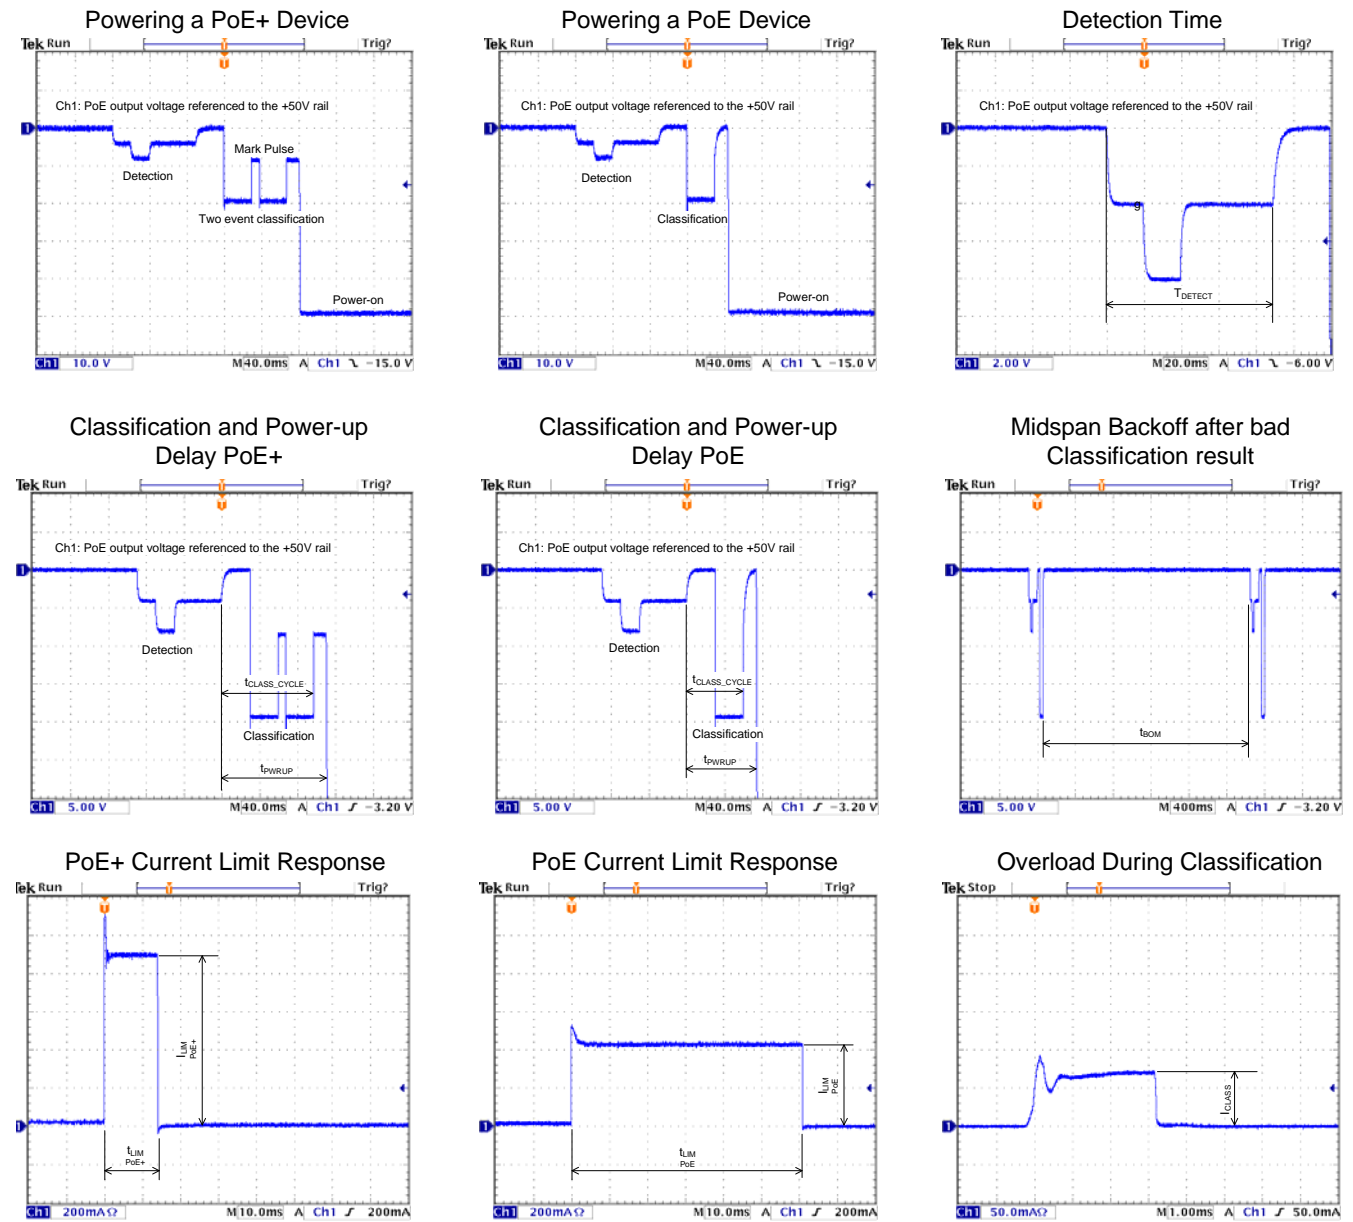 Powering a PoE+ Device
Tek Run
Trig?
Ch1: PoE output voltage referenced to the +50V rail
1
Mark Pulse
Detection
Two event classification
Power-on
Ch1 10.0 V M 40.0ms A Ch1 -15.0 V
Powering a PoE Device
Tek Run
Trig?
Ch1: PoE output voltage referenced to the +50V rail
1
Detection
Classification
Power-on
Ch1 10.0 V M 40.0ms A Ch1 -15.0 V
Detection Time
Tek Run
Trig?
Ch1: PoE output voltage referenced to the +50V rail
1
g
TDETECT
Ch1 2.00 V M 20.0ms A Ch1 -6.00 V
Classification and Power-up
Delay PoE+
Tek Run
Trig?
Ch1: PoE output voltage referenced to the +50V rail
1
Detection
tCLASS_CYCLE
Classification
tPWRUP
Ch1 5.00 V M 40.0ms A Ch1 -3.20 V
Classification and Power-up
Delay PoE
Tek Run
Trig?
Ch1: PoE output voltage referenced to the +50V rail
1
Detection
tCLASS_CYCLE
Classification
tPWRUP
Ch1 5.00 V M 40.0ms A Ch1 -3.20 V
Midspan Backoff after bad
Classification result
Tek Run
Trig?
1
tBOM
Ch1 5.00 V M 400ms A Ch1 -3.20 V
PoE+ Current Limit Response
Tek Run
Trig?
ILIM
PoE+
1
tLIM
PoE+
Ch1 200mAΩ M 10.0ms A Ch1 200mA
PoE Current Limit Response
Tek Run
Trig?
ILIM
PoE
1
tLIM
PoE
Ch1 200mAΩ M 10.0ms A Ch1 200mA
Overload During Classification
Tek Stop
ICLASS
1
Ch1 50.0mAΩ M 1.00ms A Ch1 50.0mA